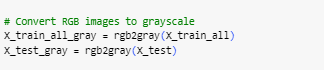 # Convert RGB images to grayscale
X_train_all_gray = rgb2gray(X_train_all)
X_test_gray = rgb2gray(X_test)